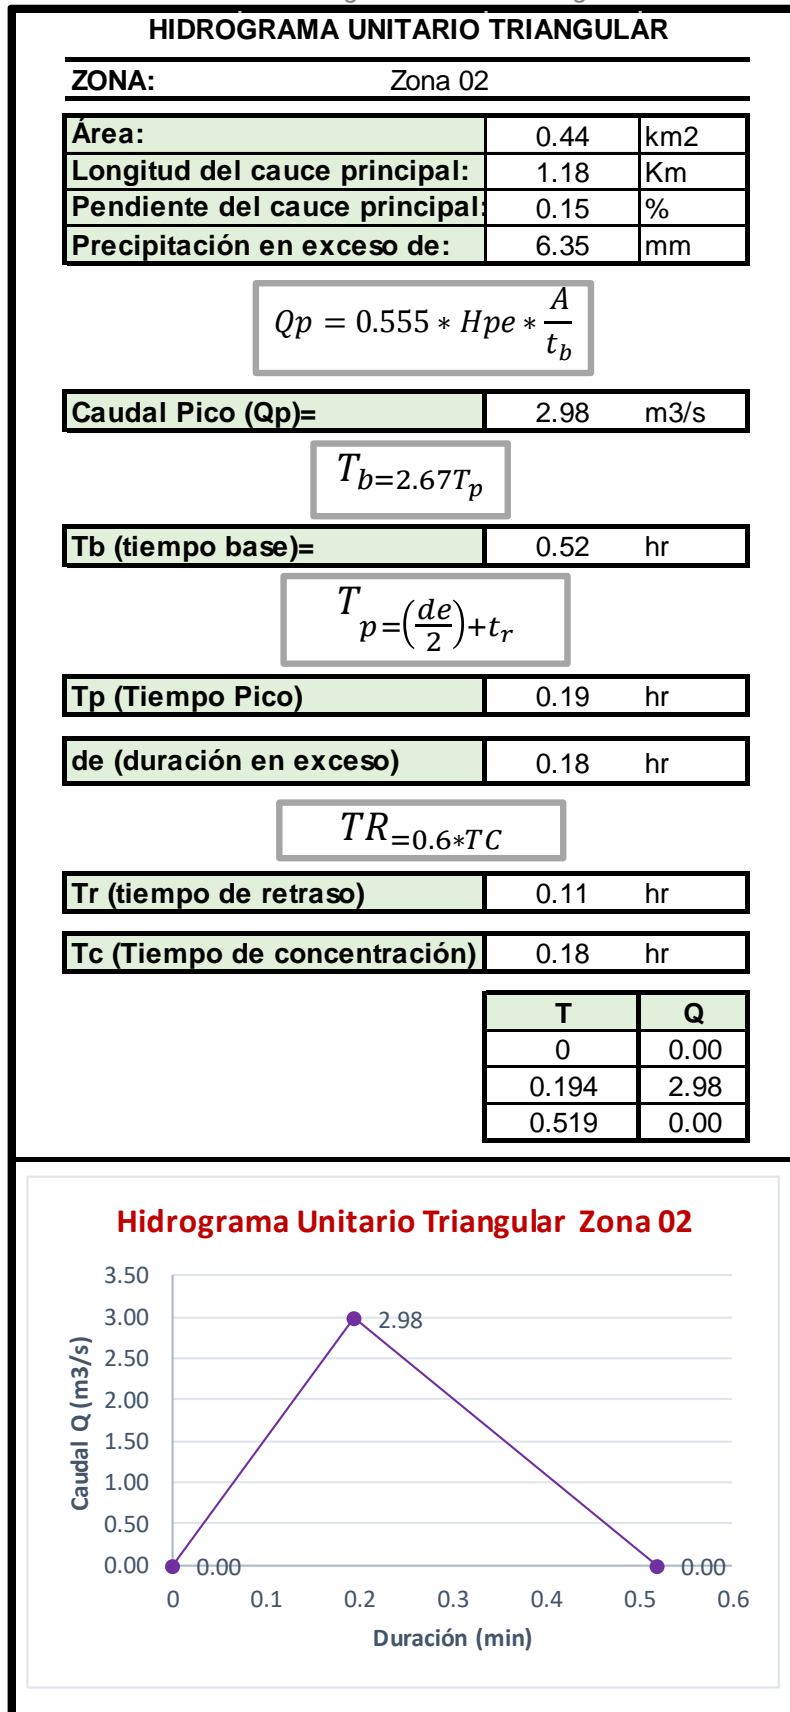 HIDROGRAMA UNITARIO TRIANGULAR
ZONA: Zona 02
Área: 0.44 km2
Longitud del cauce principal: 1.18 Km
Pendiente del cauce principal: 0.15 %
Precipitación en exceso de: 6.35 mm
Qp = 0.555 * Hpe * A/t_b
Caudal Pico (Qp)= 2.98 m3/s
T_b=2.67T_p
Tb (tiempo base)= 0.52 hr
T_p=(de/2)+t_r
Tp (Tiempo Pico) 0.19 hr
de (duración en exceso) 0.18 hr
TR=0.6*TC
Tr (tiempo de retraso) 0.11 hr
Tc (Tiempo de concentración) 0.18 hr
T Q
0 0.00
0.194 2.98
0.519 0.00
Hidrograma Unitario Triangular Zona 02
3.50
3.00
2.98
2.50
2.00
1.50
1.00
0.50
0.00
0.00
0.00
0 0.1 0.2 0.3 0.4 0.5 0.6
Caudal Q (m3/s)
Duración (min)